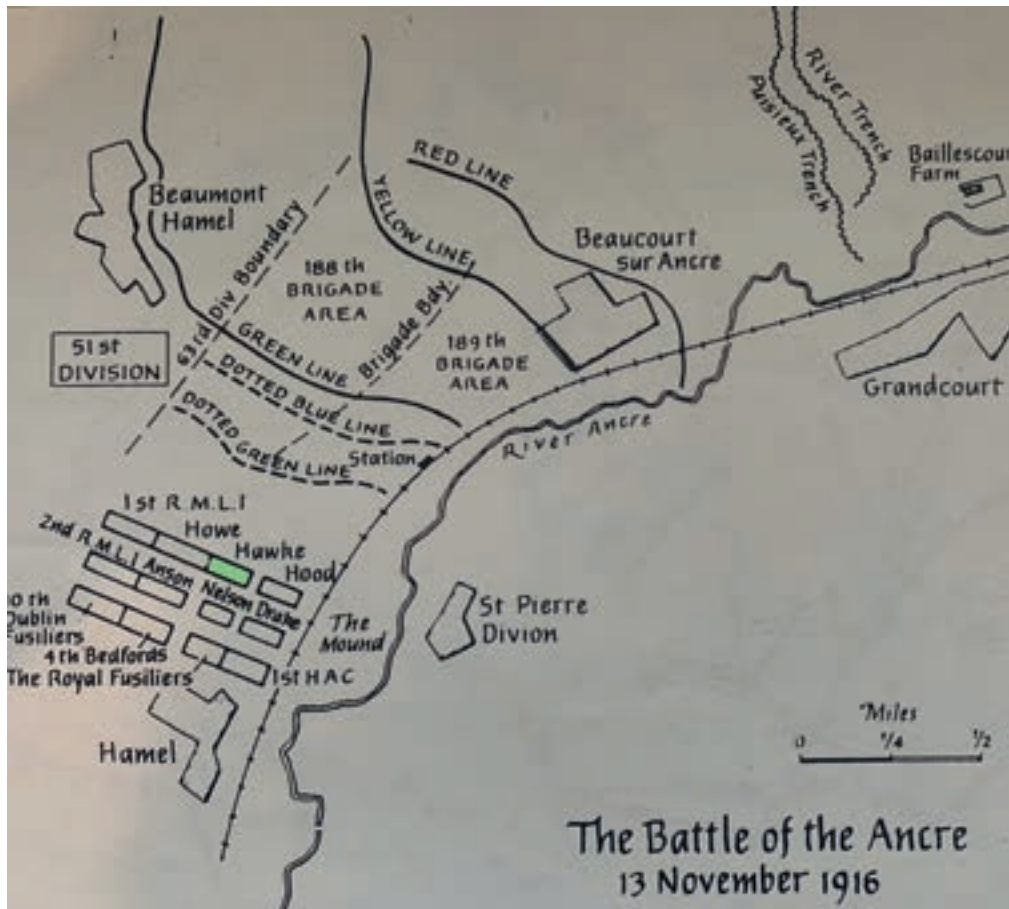 River Trench
Puisieux Trench
Farm
RED LINE
YELLOW LINE
Beaumont
Hamel
Beaucourt
sur Ancre
63rd Div Boundary
188th
BRIGADE
AREA
Brigade Bdy
189th
BRIGADE
AREA
51st
DIVISION
GREEN LINE
DOTTED BLUE LINE
DOTTED
GREEN LINE
Station
River Ancre
Grandcourt
1st R.M.L.I
Howe
Hawke
Hood
2nd R.M.L.I Anson Nelson Drake
Dublin
Fusiliers
4th Bedfords
The Royal Fusiliers
1st HAC
The
Mound
St Pierre
Divion
Hamel
Miles
0 1/4 1/2
The Battle of the Ancre
13 November 1916